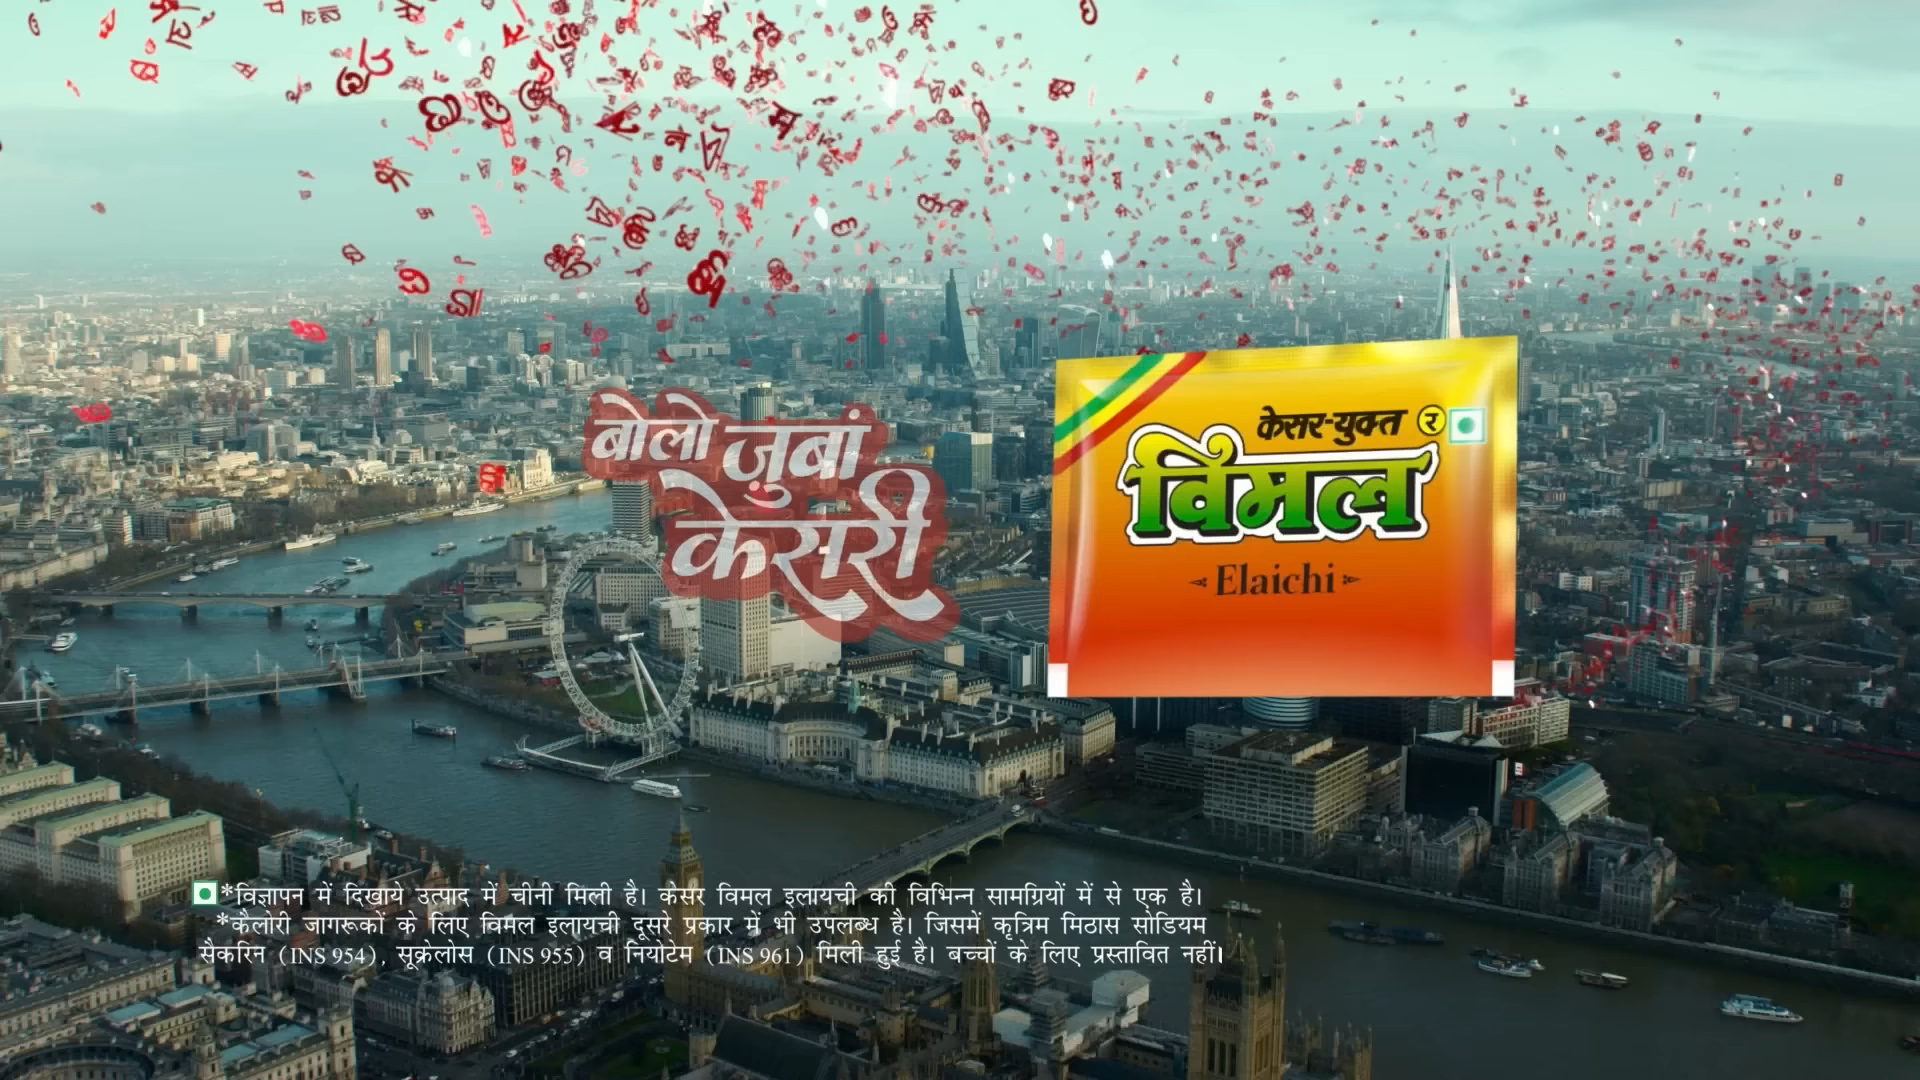 बोलो ज़ुबां
केसरी
केसर-युक्त
विमल
Elaichi
*विज्ञापन में दिखाये उत्पाद में चीनी मिली है। केसर विमल इलायची की विभिन्न सामग्रियों में से एक है।
*कैलोरी जागरूकों के लिए विमल इलायची दूसरे प्रकार में भी उपलब्ध है। जिसमें कृत्रिम मिठास सोडियम
सैकरिन (INS 954), सूक्रेलोस (INS 955) व नियोटेम (INS 961) मिली हुई है। बच्चों के लिए प्रस्तावित नहीं।